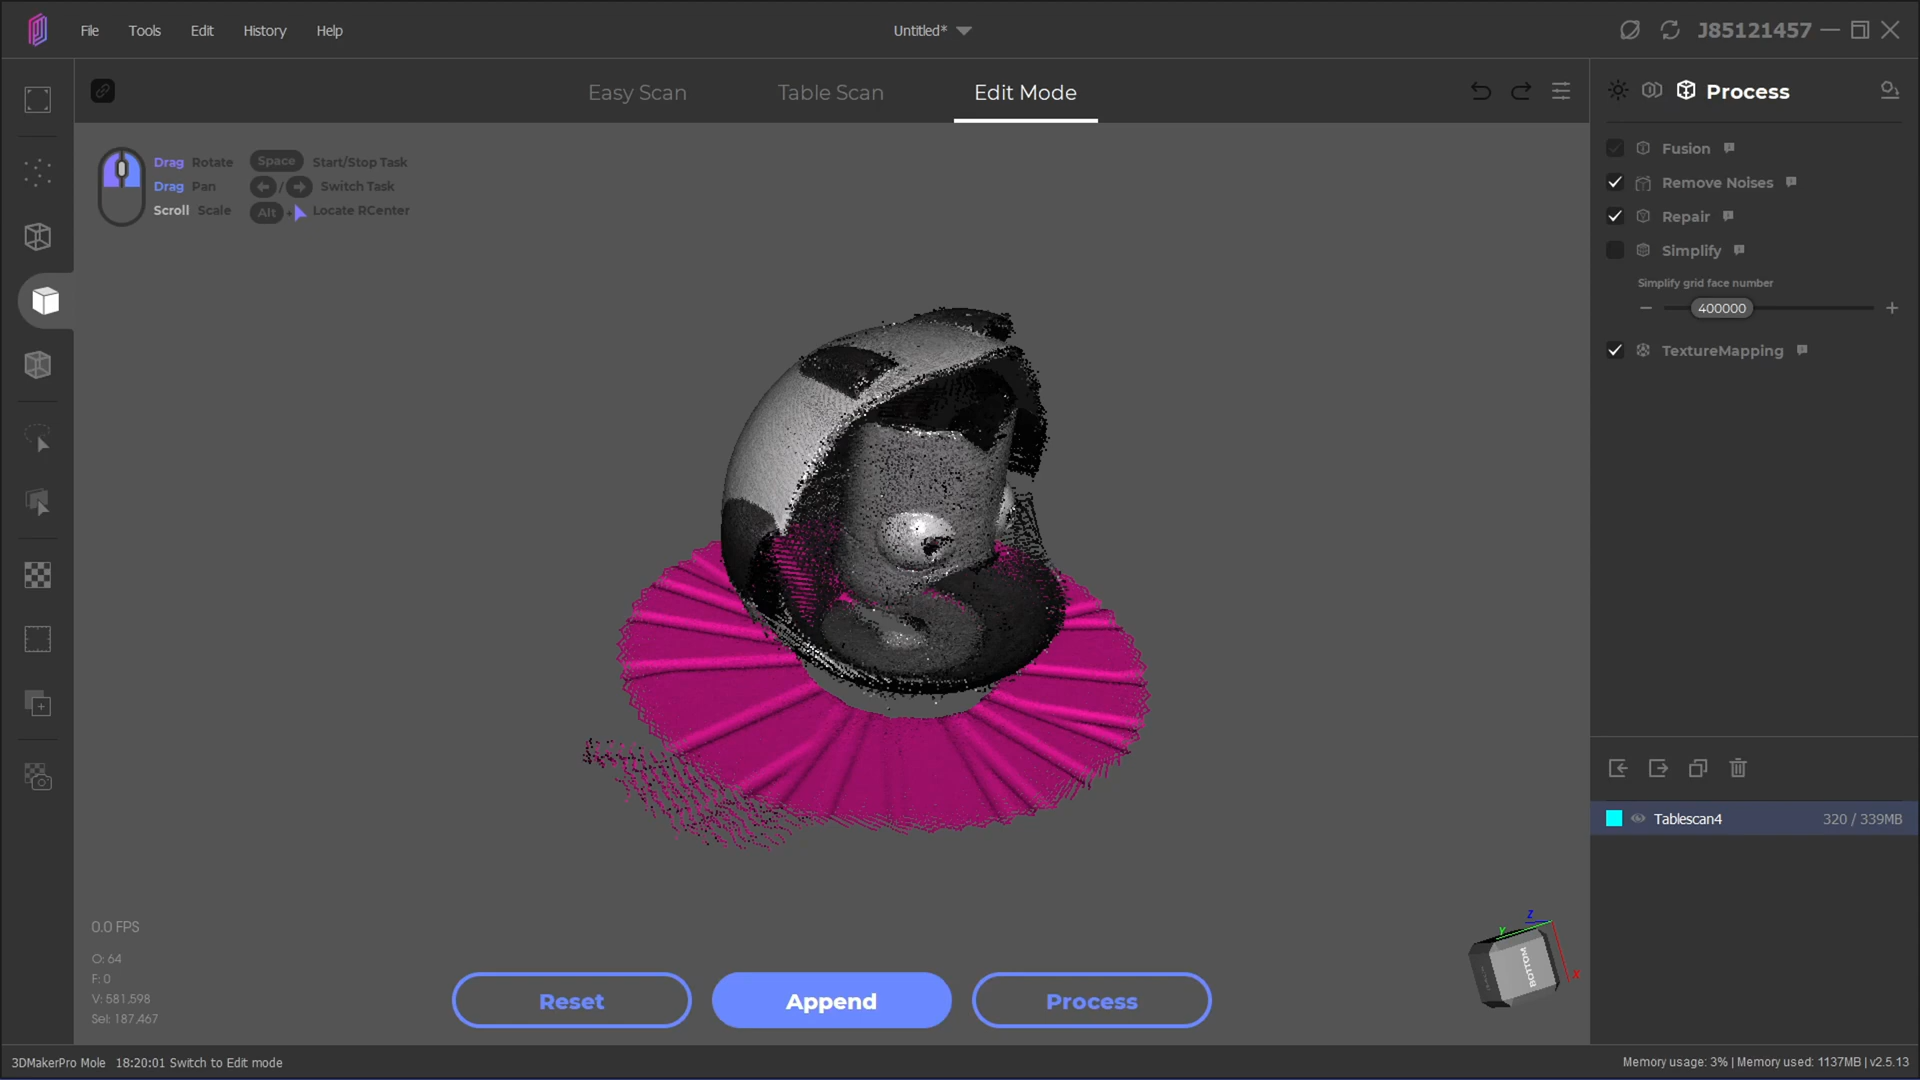 File Tools Edit History Help
Untitled*
J85121457
Easy Scan Table Scan Edit Mode
Process
Drag Rotate Space Start/Stop Task
Drag Pan / Switch Task
Scroll Scale Alt + Locate RCenter
Fusion
Remove Noises
Repair
Simplify
Simplify grid face number
− 400000 +
TextureMapping
Tablescan4 320 / 339MB
0.0 FPS
O: 64
F: 0
V: 581,598
Sel: 187,467
Z
Y
X
BOTTOM
Reset Append Process
3DMakerPro Mole 18:20:01 Switch to Edit mode
Memory usage: 3% | Memory used: 1137MB | v2.5.13